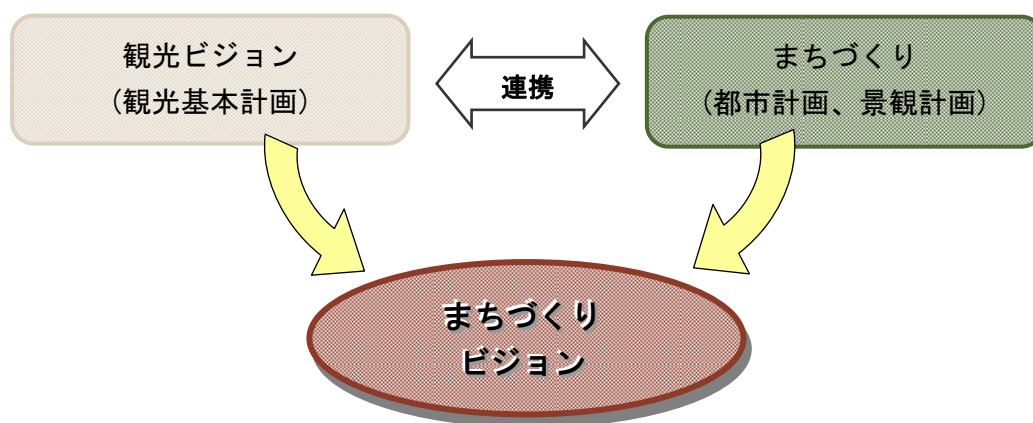 観光ビジョン
（観光基本計画）
連携
まちづくり
（都市計画、景観計画）
まちづくり
ビジョン